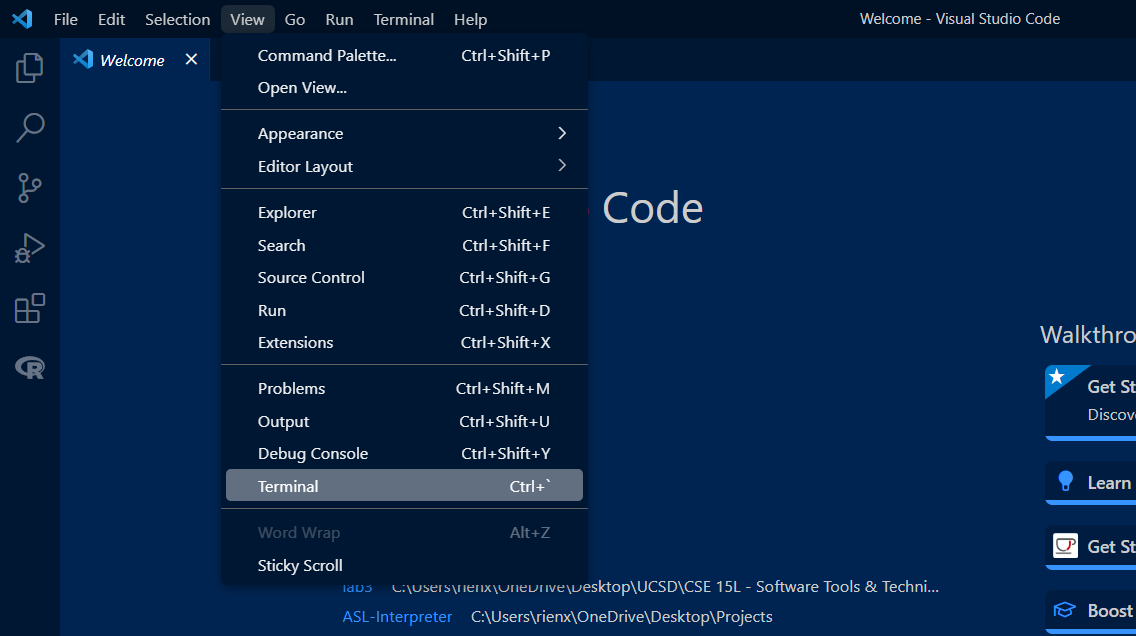 File Edit Selection View Go Run Terminal Help Welcome - Visual Studio Code
Welcome
Command Palette... Ctrl+Shift+P
Open View...
Appearance
Editor Layout
Explorer Ctrl+Shift+E
Search Ctrl+Shift+F
Source Control Ctrl+Shift+G
Run Ctrl+Shift+D
Extensions Ctrl+Shift+X
Problems Ctrl+Shift+M
Output Ctrl+Shift+U
Debug Console Ctrl+Shift+Y
Terminal Ctrl+`
Word Wrap Alt+Z
Sticky Scroll
Code
lab3 C:\Users\rienx\OneDrive\Desktop\UCSD\CSE 15L - Software Tools & Techni...
ASL-Interpreter C:\Users\rienx\OneDrive\Desktop\Projects
Walkthro
Get St
Discov
Learn
Get St
Boost
R